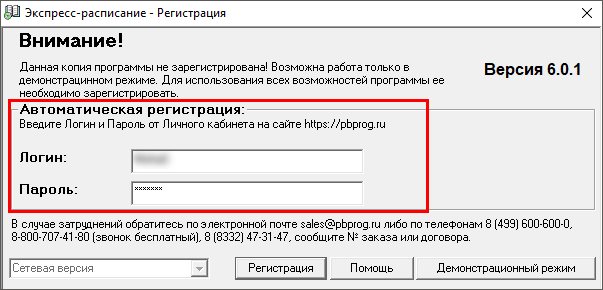 Экспресс-расписание - Регистрация
Внимание!
Данная копия программы не зарегистрирована! Возможна работа только в
демонстрацинном режиме. Для использования всех возможностей программы ее
необходимо зарегистрировать.
Версия 6.0.1
Автоматическая регистрация:
Введите Логин и Пароль от Личного кабинета на сайте https://pbprog.ru
Логин:
Пароль: *******
В случае затруднений обратитесь по электронной почте sales@pbprog.ru либо по телефонам 8 (499) 600-600-0,
8-800-707-41-80 (звонок бесплатный), 8 (8332) 47-31-47, сообщите № заказа или договора.
Сетевая версия Регистрация Помощь Демонстрационный режим